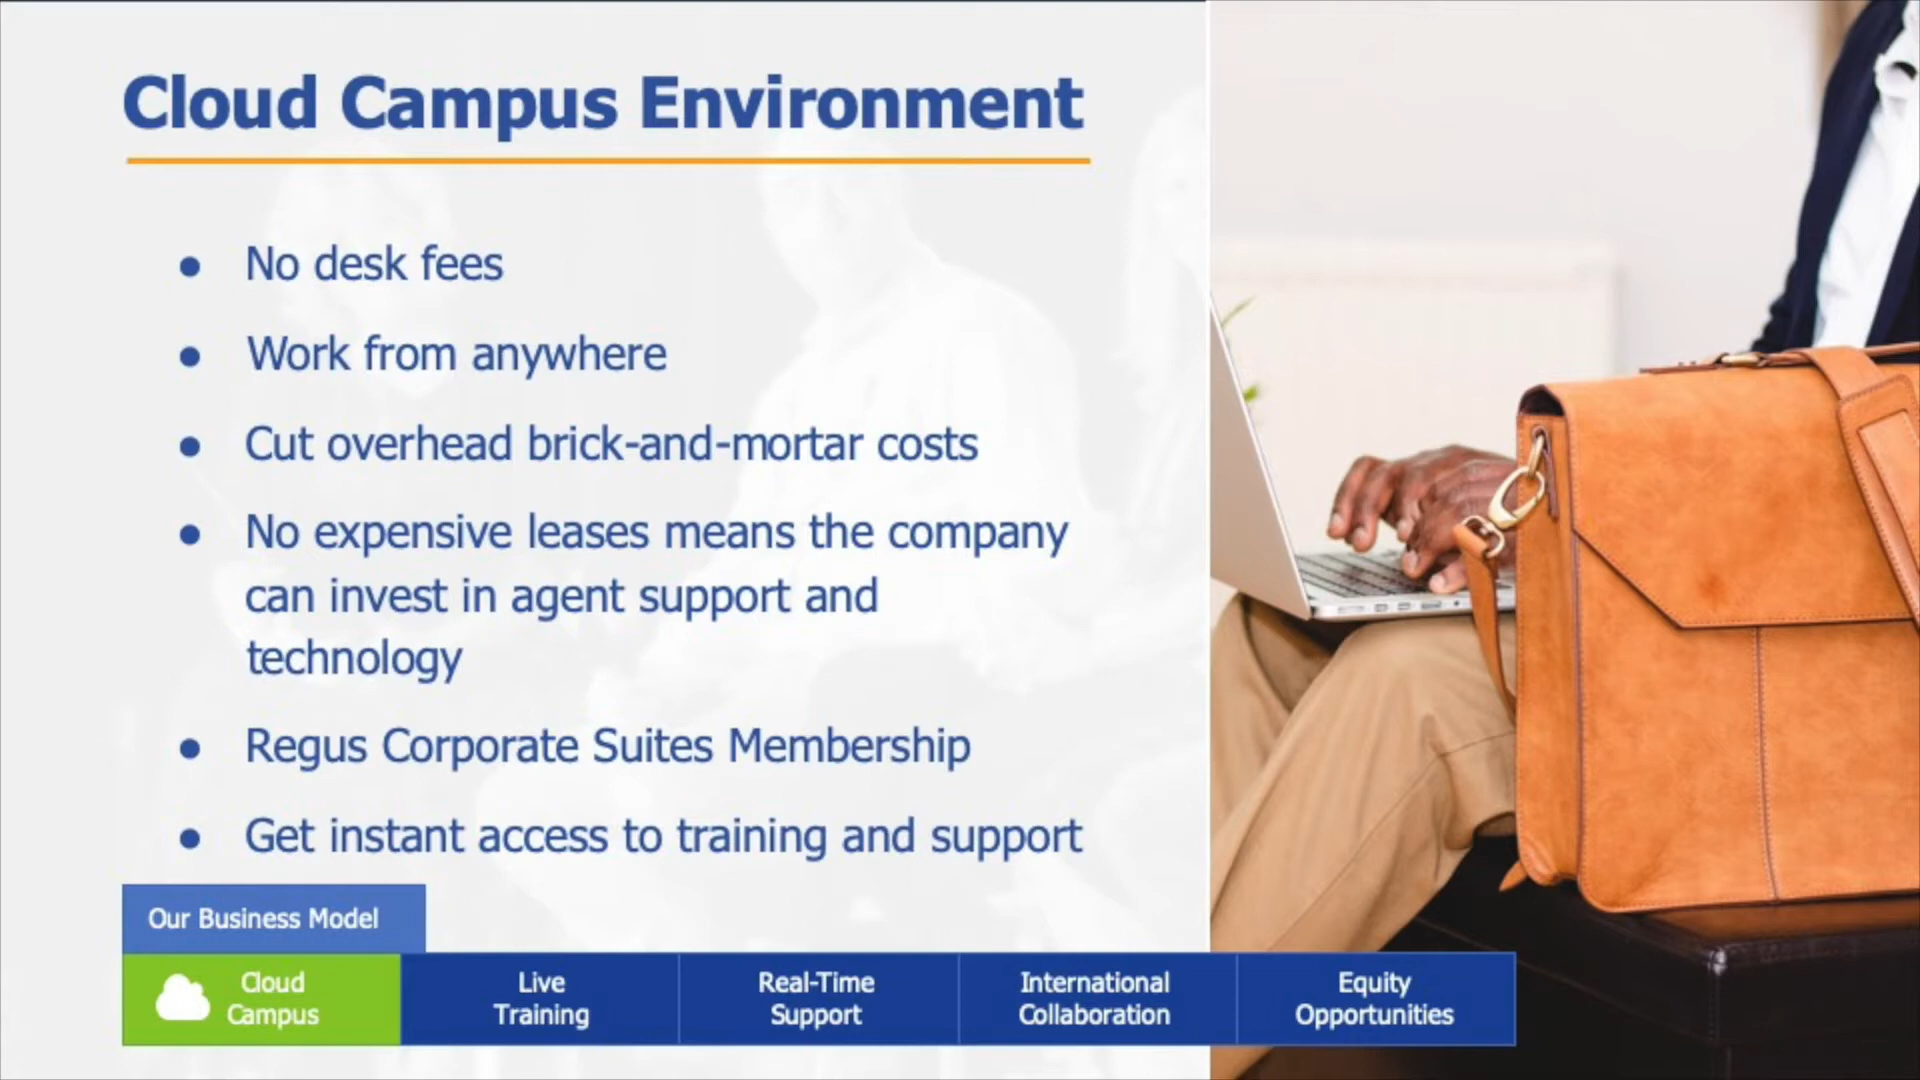 Cloud Campus Environment
No desk fees
Work from anywhere
Cut overhead brick-and-mortar costs
No expensive leases means the company
can invest in agent support and
technology
Regus Corporate Suites Membership
Get instant access to training and support
Our Business Model
Cloud
Campus
Live
Training
Real-Time
Support
International
Collaboration
Equity
Opportunities